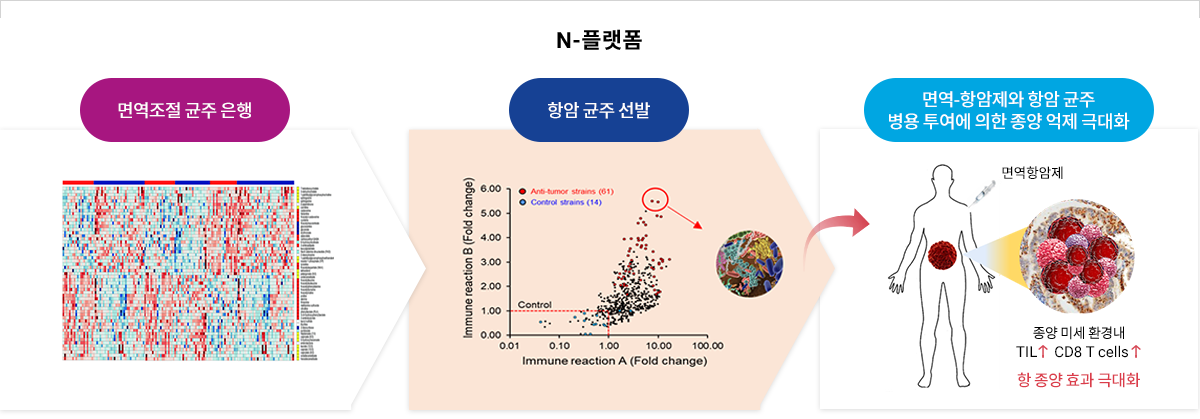 N-플랫폼
면역조절 균주 은행
항암 균주 선발
Immune reaction B (Fold change)
6.00
5.00
4.00
3.00
2.00
1.00
0.00
Anti-tumor strains (61)
Control strains (14)
Control
0.01
0.10
1.00
10.00
100.00
Immune reaction A (Fold change)
면역-항암제와 항암 균주
병용 투여에 의한 종양 억제 극대화
면역항암제
종양 미세 환경내
TIL↑ CD8 T cells↑
항 종양 효과 극대화